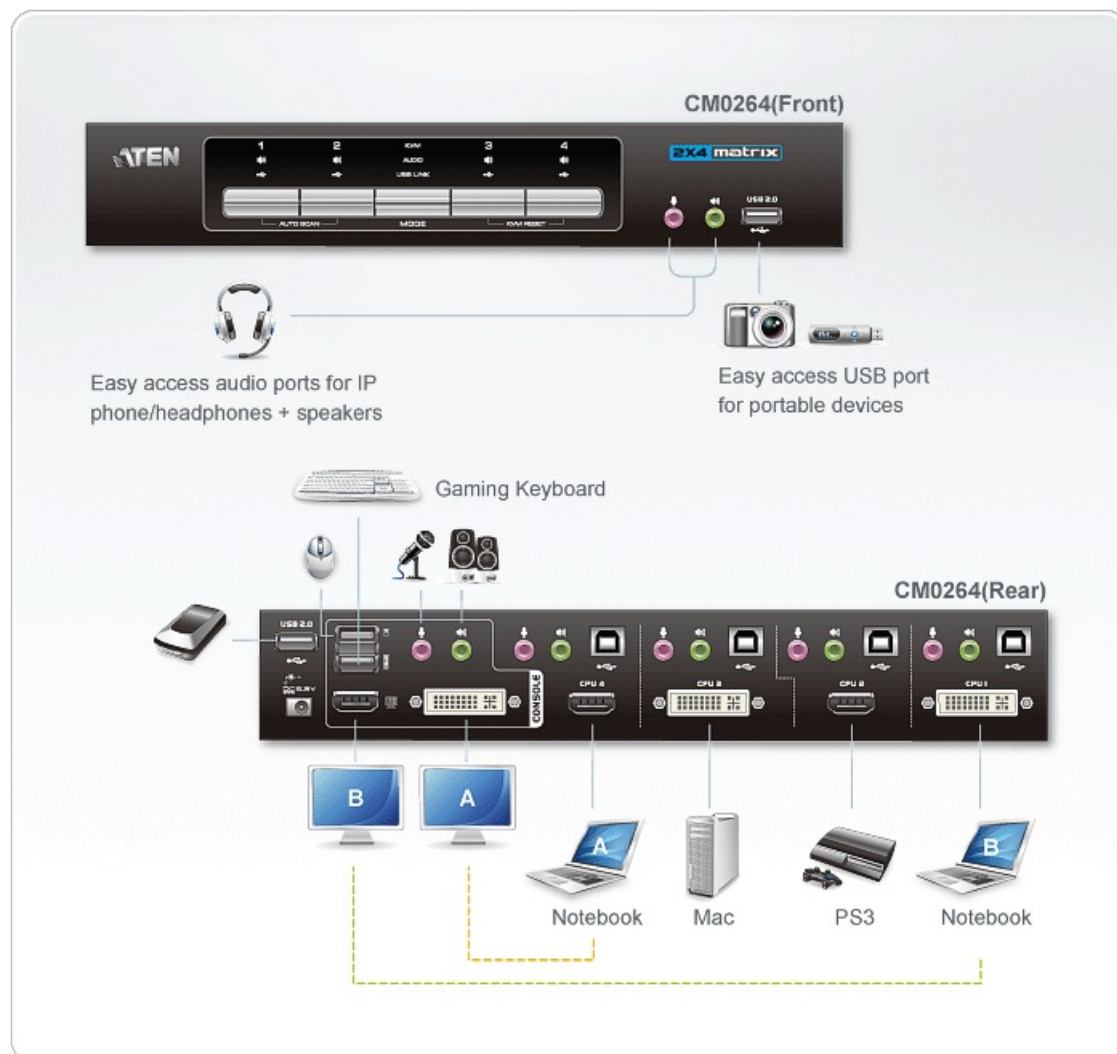 CM0264(Front)
ATEN
1 2 KVM 3 4
AUDIO
USB LINK
AUTO SCAN MODE KVM RESET
2X4 matrix
USB 2.0
Easy access audio ports for IP
phone/headphones + speakers
Easy access USB port
for portable devices
Gaming Keyboard
CM0264(Rear)
USB 2.0
CONSOLE
CPU 4
CPU 3
CPU 2
CPU 1
B
A
A
B
Notebook
Mac
PS3
Notebook